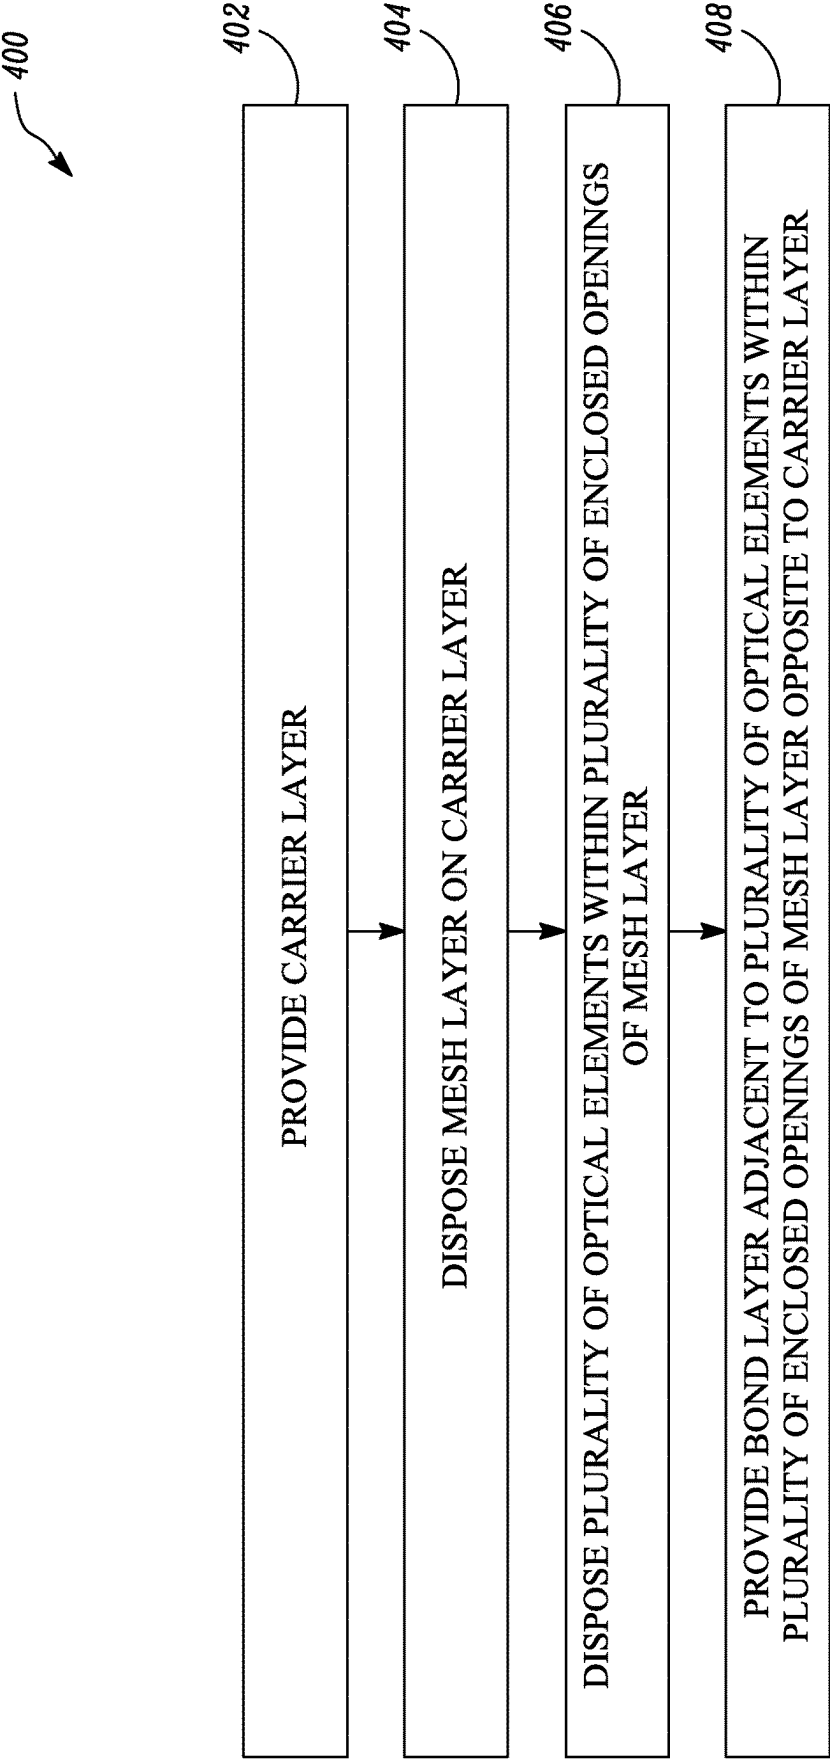 400
402
PROVIDE CARRIER LAYER
404
DISPOSE MESH LAYER ON CARRIER LAYER
406
DISPOSE PLURALITY OF OPTICAL ELEMENTS WITHIN PLURALITY OF ENCLOSED OPENINGS
OF MESH LAYER
408
PROVIDE BOND LAYER ADJACENT TO PLURALITY OF OPTICAL ELEMENTS WITHIN
PLURALITY OF ENCLOSED OPENINGS OF MESH LAYER OPPOSITE TO CARRIER LAYER